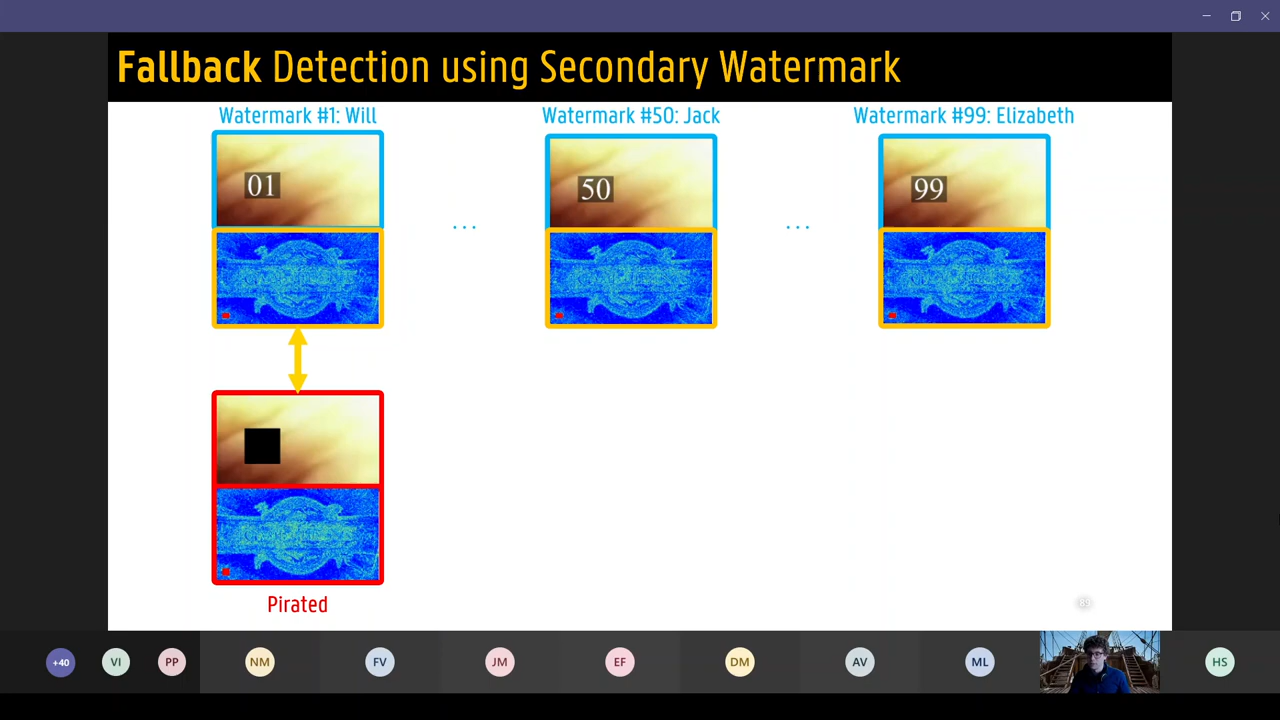 Fallback Detection using Secondary Watermark
Watermark #1: Will
Watermark #50: Jack
Watermark #99: Elizabeth
01
50
99
...
...
Pirated
89
+40
VI
PP
NM
FV
JM
EF
DM
AV
ML
HS